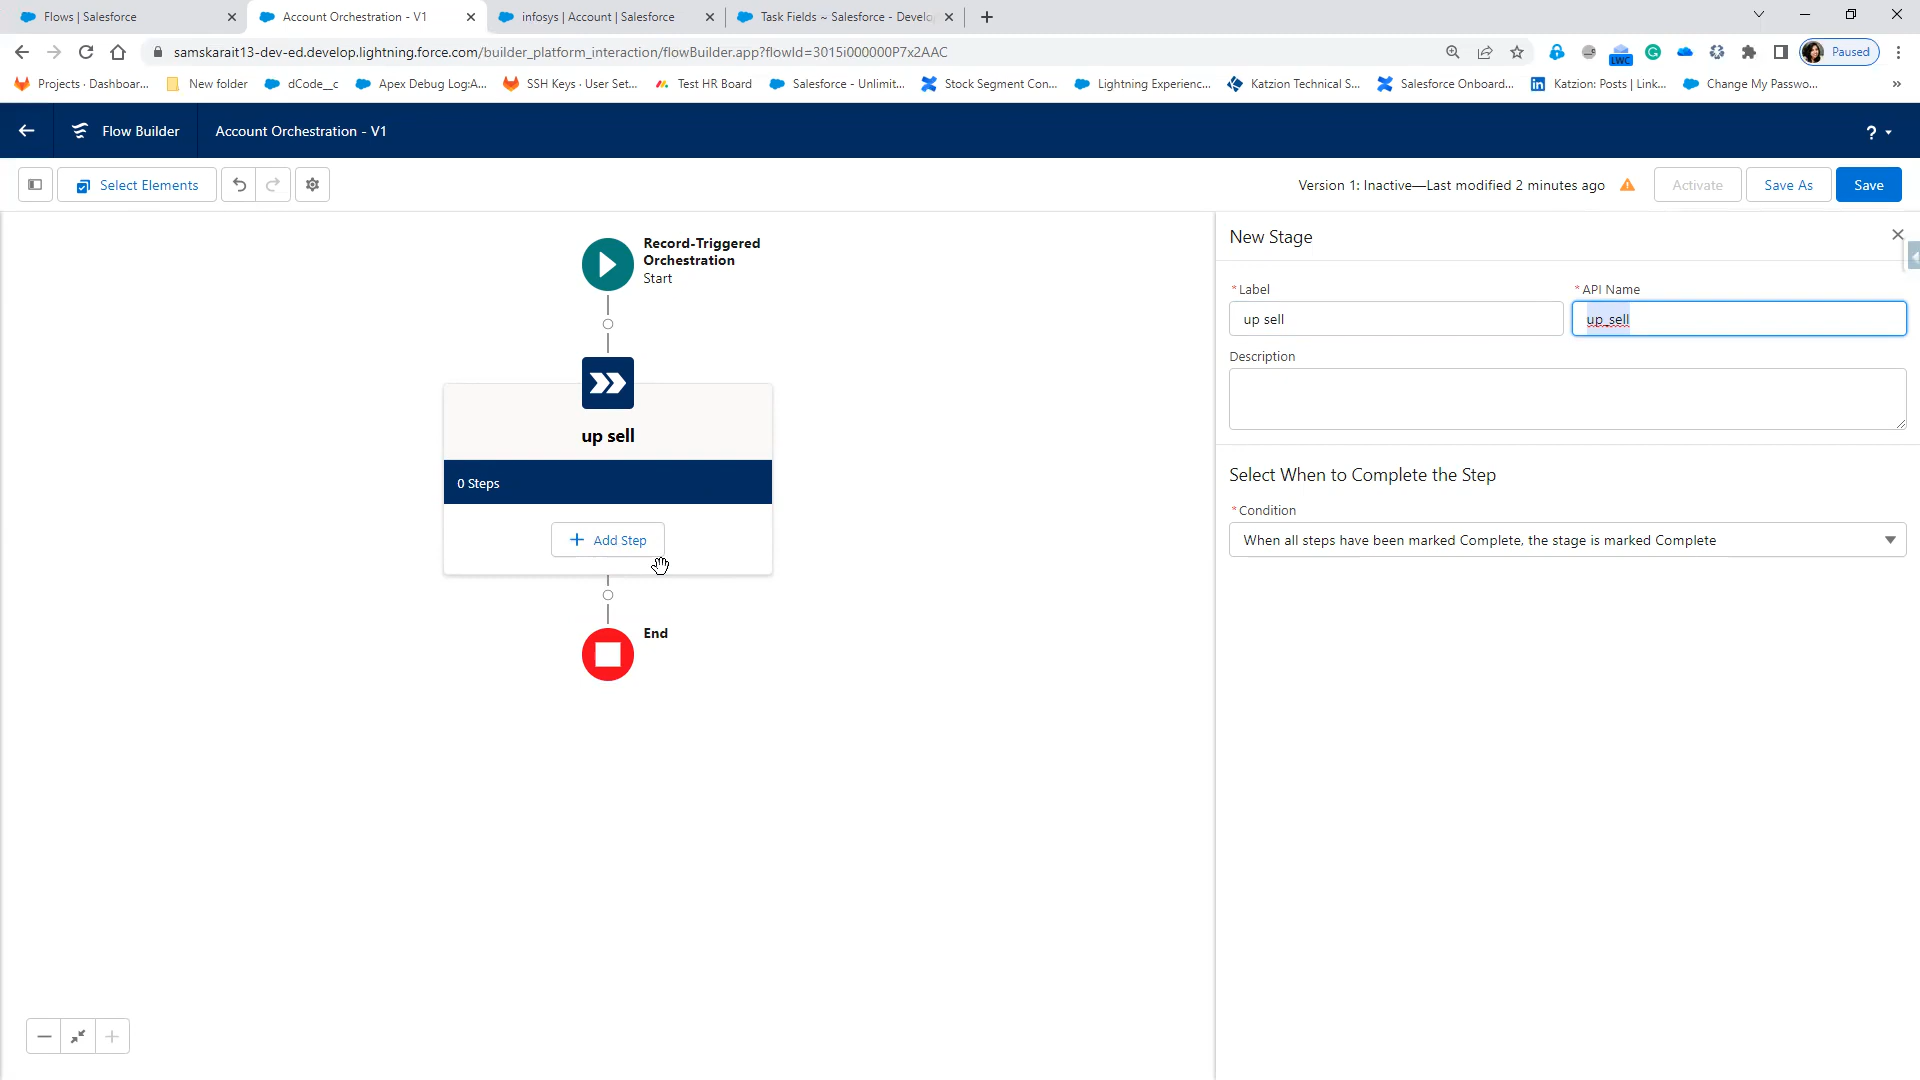 Flows | Salesforce
Account Orchestration - V1
infosys | Account | Salesforce
Task Fields ~ Salesforce - Develo
samskarait13-dev-ed.develop.lightning.force.com/builder_platform_interaction/flowBuilder.app?flowId=3015i000000P7x2AAC
LWC
Paused
Projects · Dashboar...
New folder
dCode__c
Apex Debug Log:A...
SSH Keys · User Set...
Test HR Board
Salesforce - Unlimit...
Stock Segment Con...
Lightning Experienc...
Katzion Technical S...
Salesforce Onboard...
Katzion: Posts | Link...
Change My Passwo...
»
Flow Builder
Account Orchestration - V1
?
Select Elements
Version 1: Inactive—Last modified 2 minutes ago
Activate
Save As
Save
Record-Triggered
Orchestration
Start
up sell
0 Steps
Add Step
End
New Stage
* Label
up sell
* API Name
up_sell
Description
Select When to Complete the Step
* Condition
When all steps have been marked Complete, the stage is marked Complete